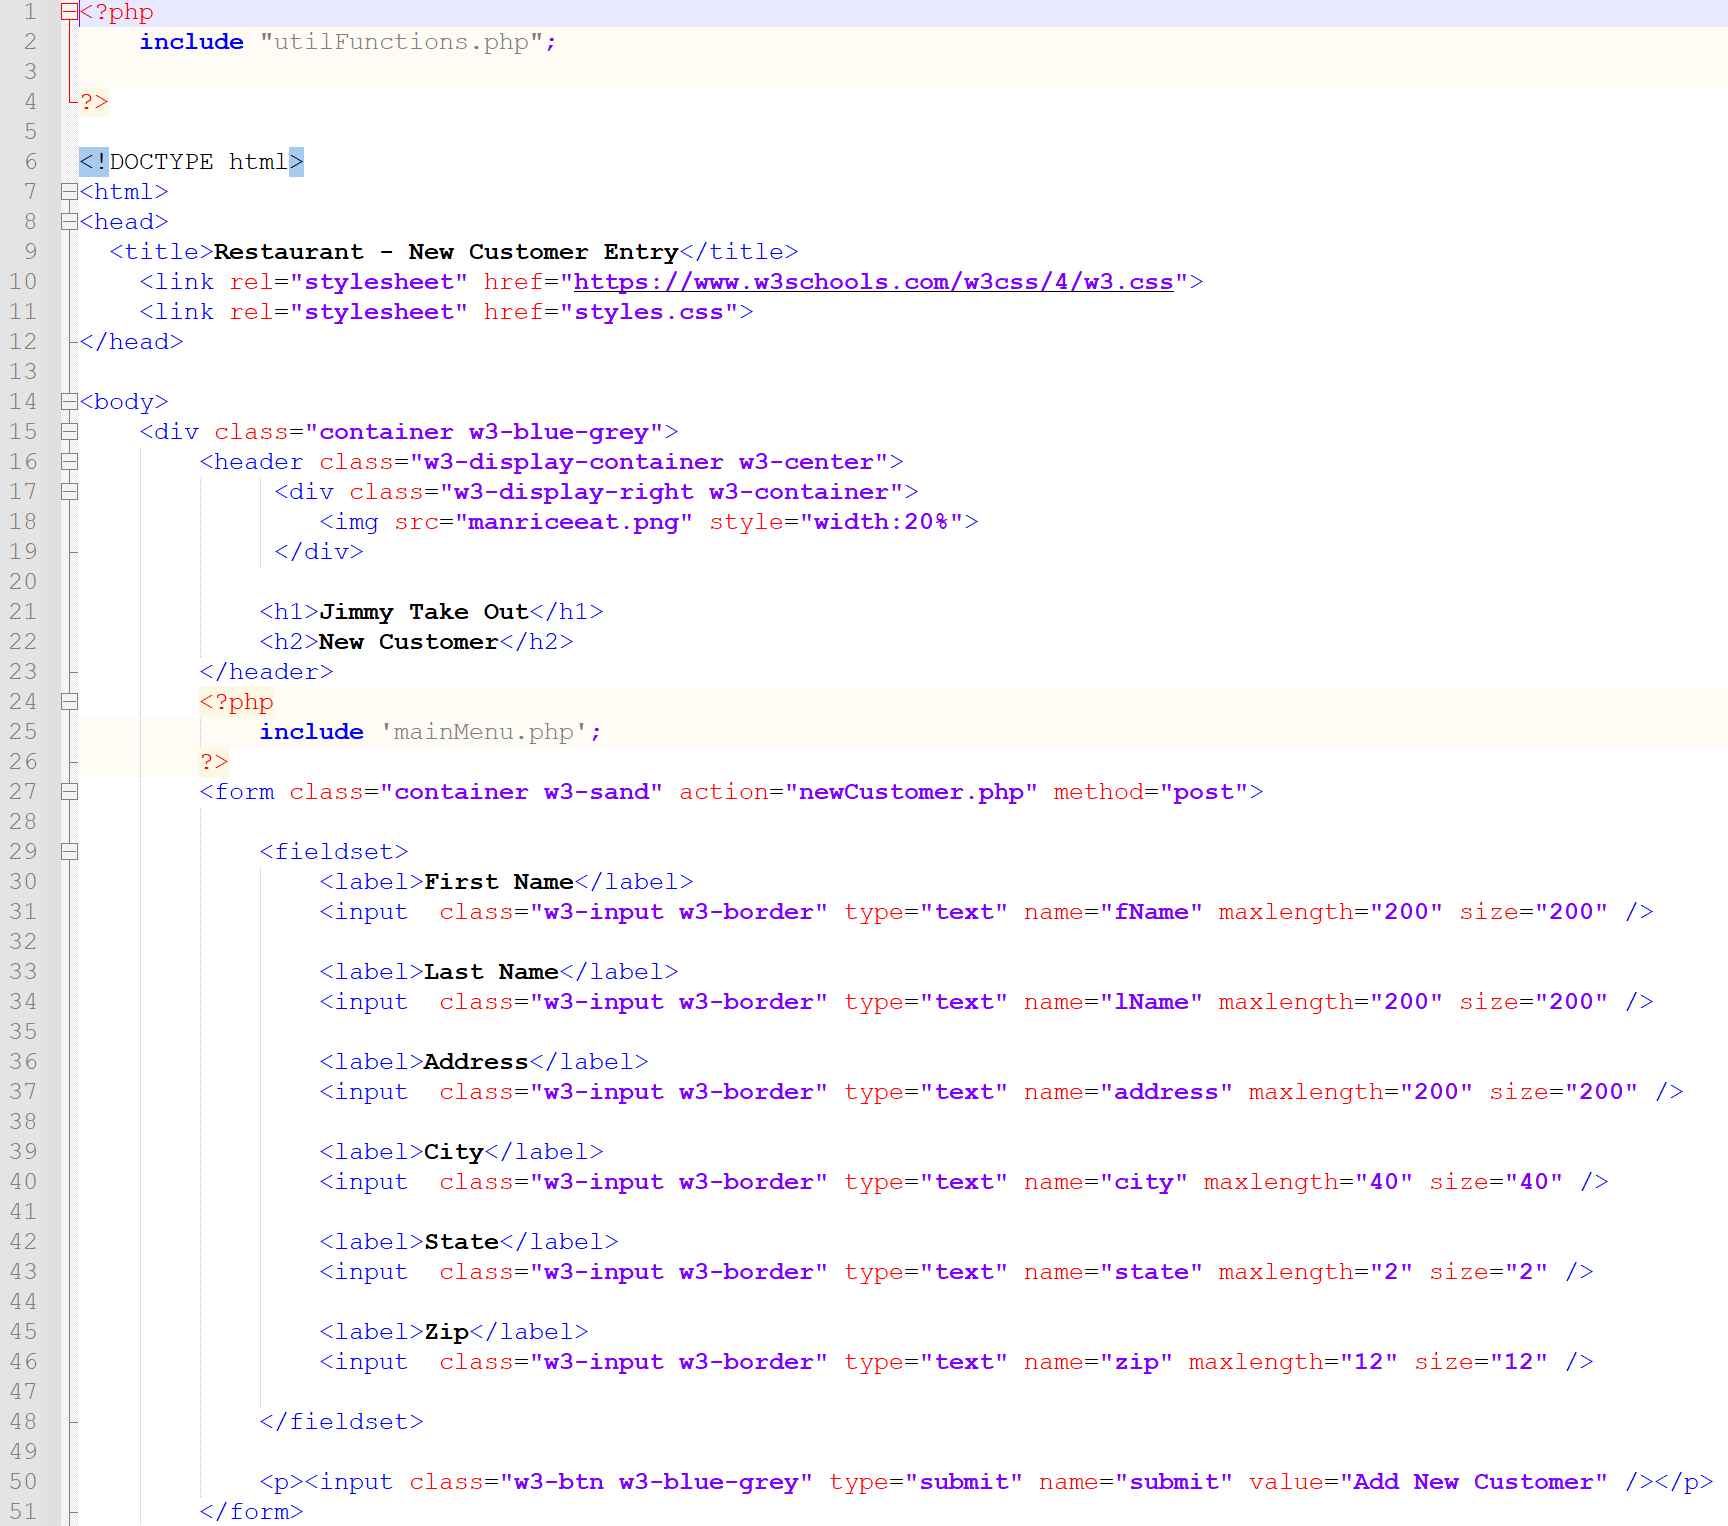 1 <?php
2 include "utilFunctions.php";
3
4 ?>
5
6 <!DOCTYPE html>
7 <html>
8 <head>
9 <title>Restaurant - New Customer Entry</title>
10 <link rel="stylesheet" href="https://www.w3schools.com/w3css/4/w3.css">
11 <link rel="stylesheet" href="styles.css">
12 </head>
13
14 <body>
15 <div class="container w3-blue-grey">
16 <header class="w3-display-container w3-center">
17 <div class="w3-display-right w3-container">
18 <img src="manriceeat.png" style="width:20%">
19 </div>
20
21 <h1>Jimmy Take Out</h1>
22 <h2>New Customer</h2>
23 </header>
24 <?php
25 include 'mainMenu.php';
26 ?>
27 <form class="container w3-sand" action="newCustomer.php" method="post">
28
29 <fieldset>
30 <label>First Name</label>
31 <input  class="w3-input w3-border" type="text" name="fName" maxlength="200" size="200" />
32
33 <label>Last Name</label>
34 <input  class="w3-input w3-border" type="text" name="lName" maxlength="200" size="200" />
35
36 <label>Address</label>
37 <input  class="w3-input w3-border" type="text" name="address" maxlength="200" size="200" />
38
39 <label>City</label>
40 <input  class="w3-input w3-border" type="text" name="city" maxlength="40" size="40" />
41
42 <label>State</label>
43 <input  class="w3-input w3-border" type="text" name="state" maxlength="2" size="2" />
44
45 <label>Zip</label>
46 <input  class="w3-input w3-border" type="text" name="zip" maxlength="12" size="12" />
47
48 </fieldset>
49
50 <p><input class="w3-btn w3-blue-grey" type="submit" name="submit" value="Add New Customer" /></p>
51 </form>